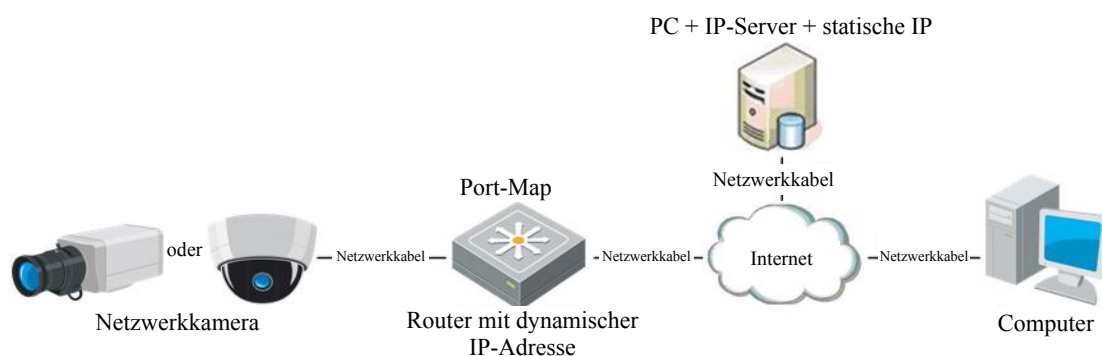 PC + IP-Server + statische IP
Netzwerkkabel
Port-Map
oder
Netzwerkkabel
Netzwerkkabel
Internet
Netzwerkkabel
Netzwerkkamera
Router mit dynamischer
IP-Adresse
Computer